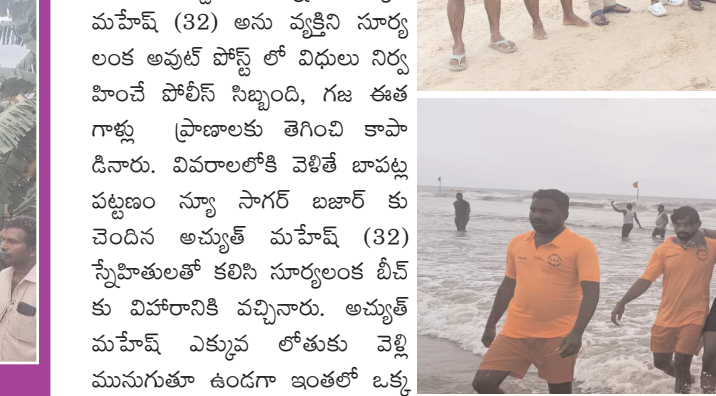 మహేష్ (32) అను వ్యక్తిని సూర్య
లంక అవుట్ పోస్ట్ లో విధులు నిర్వ
హించే పోలీస్ సిబ్బంది, గజ ఈత
గాళ్లు ప్రాణాలకు తెగించి కాపా
డినారు. వివరాలలోకి వెళితే బాపట్ల
పట్టణం న్యూ సాగర్ బజార్ కు
చెందిన అచ్యుత్ మహేష్ (32)
స్నేహితులతో కలిసి సూర్యలంక బీచ్
కు విహారానికి వచ్చినారు. అచ్యుత్
మహేష్ ఎక్కువ లోతుకు వెళ్లి
మునుగుతూ ఉండగా ఇంతలో ఒక్క